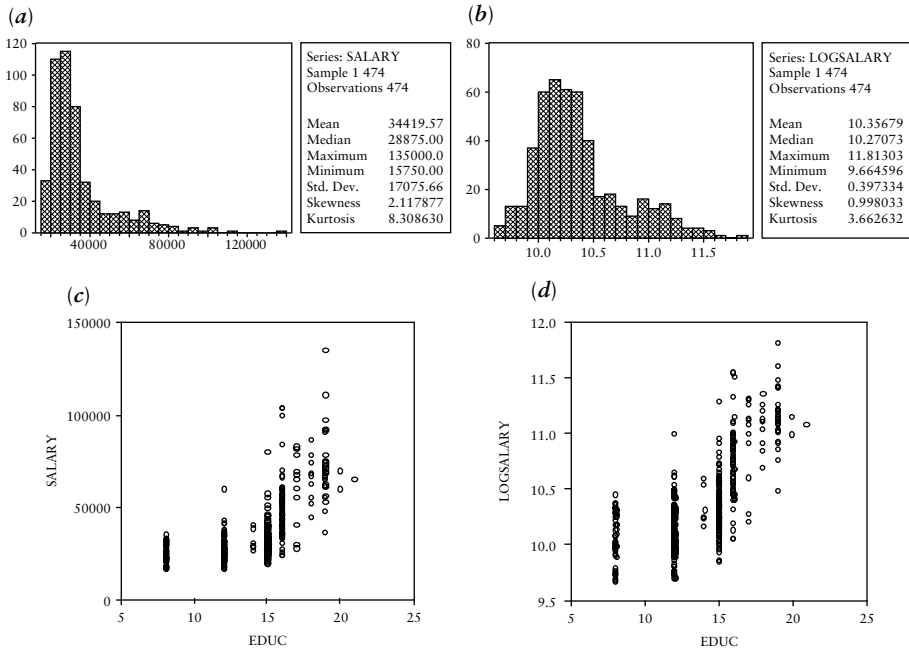 (a)
120
100
80
60
40
20
0
40000 80000 120000
Series: SALARY
Sample 1 474
Observations 474
Mean 34419.57
Median 28875.00
Maximum 135000.0
Minimum 15750.00
Std. Dev. 17075.66
Skewness 2.117877
Kurtosis 8.308630
(b)
80
60
40
20
0
10.0 10.5 11.0 11.5
Series: LOGSALARY
Sample 1 474
Observations 474
Mean 10.35679
Median 10.27073
Maximum 11.81303
Minimum 9.664596
Std. Dev. 0.397334
Skewness 0.998033
Kurtosis 3.662632
(c)
150000
100000
50000
0
SALARY
5 10 15 20 25
EDUC
(d)
12.0
11.5
11.0
10.5
10.0
9.5
LOGSALARY
5 10 15 20 25
EDUC